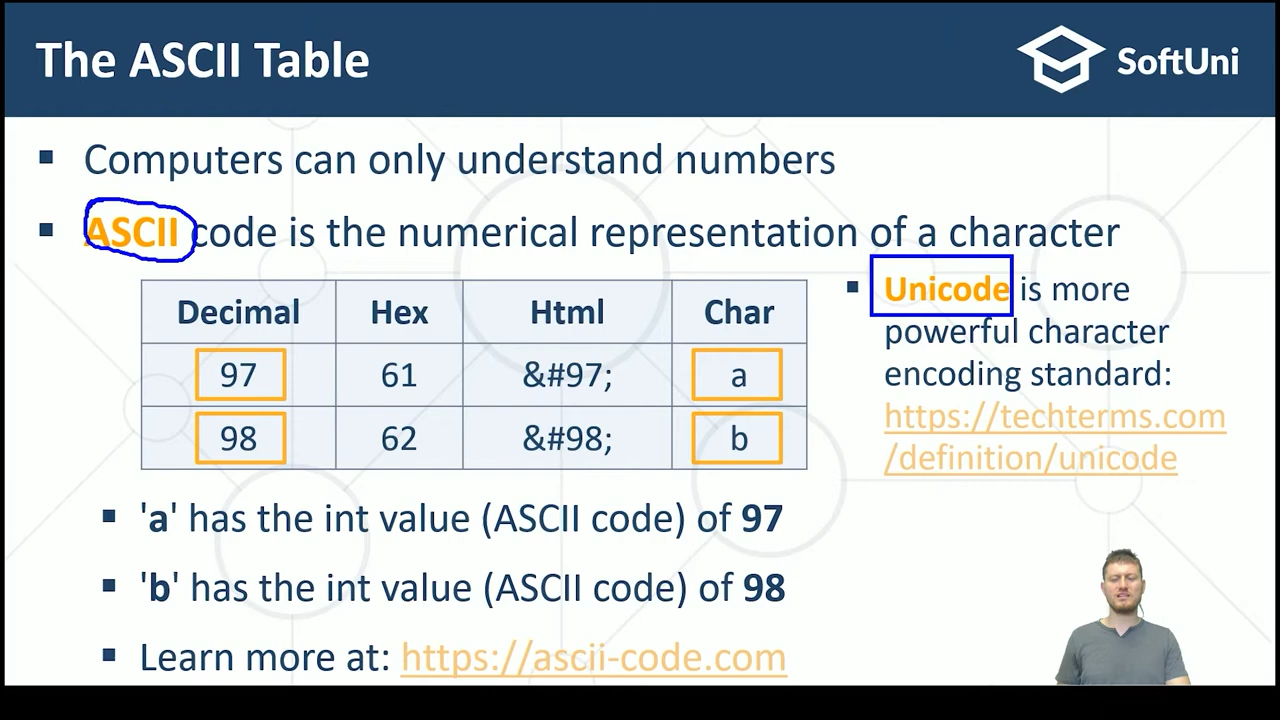 The ASCII Table
SoftUni
Computers can only understand numbers
ASCII code is the numerical representation of a character
Decimal Hex Html Char
97 61 &#97; a
98 62 &#98; b
Unicode is more
powerful character
encoding standard:
https://techterms.com
/definition/unicode
'a' has the int value (ASCII code) of 97
'b' has the int value (ASCII code) of 98
Learn more at: https://ascii-code.com